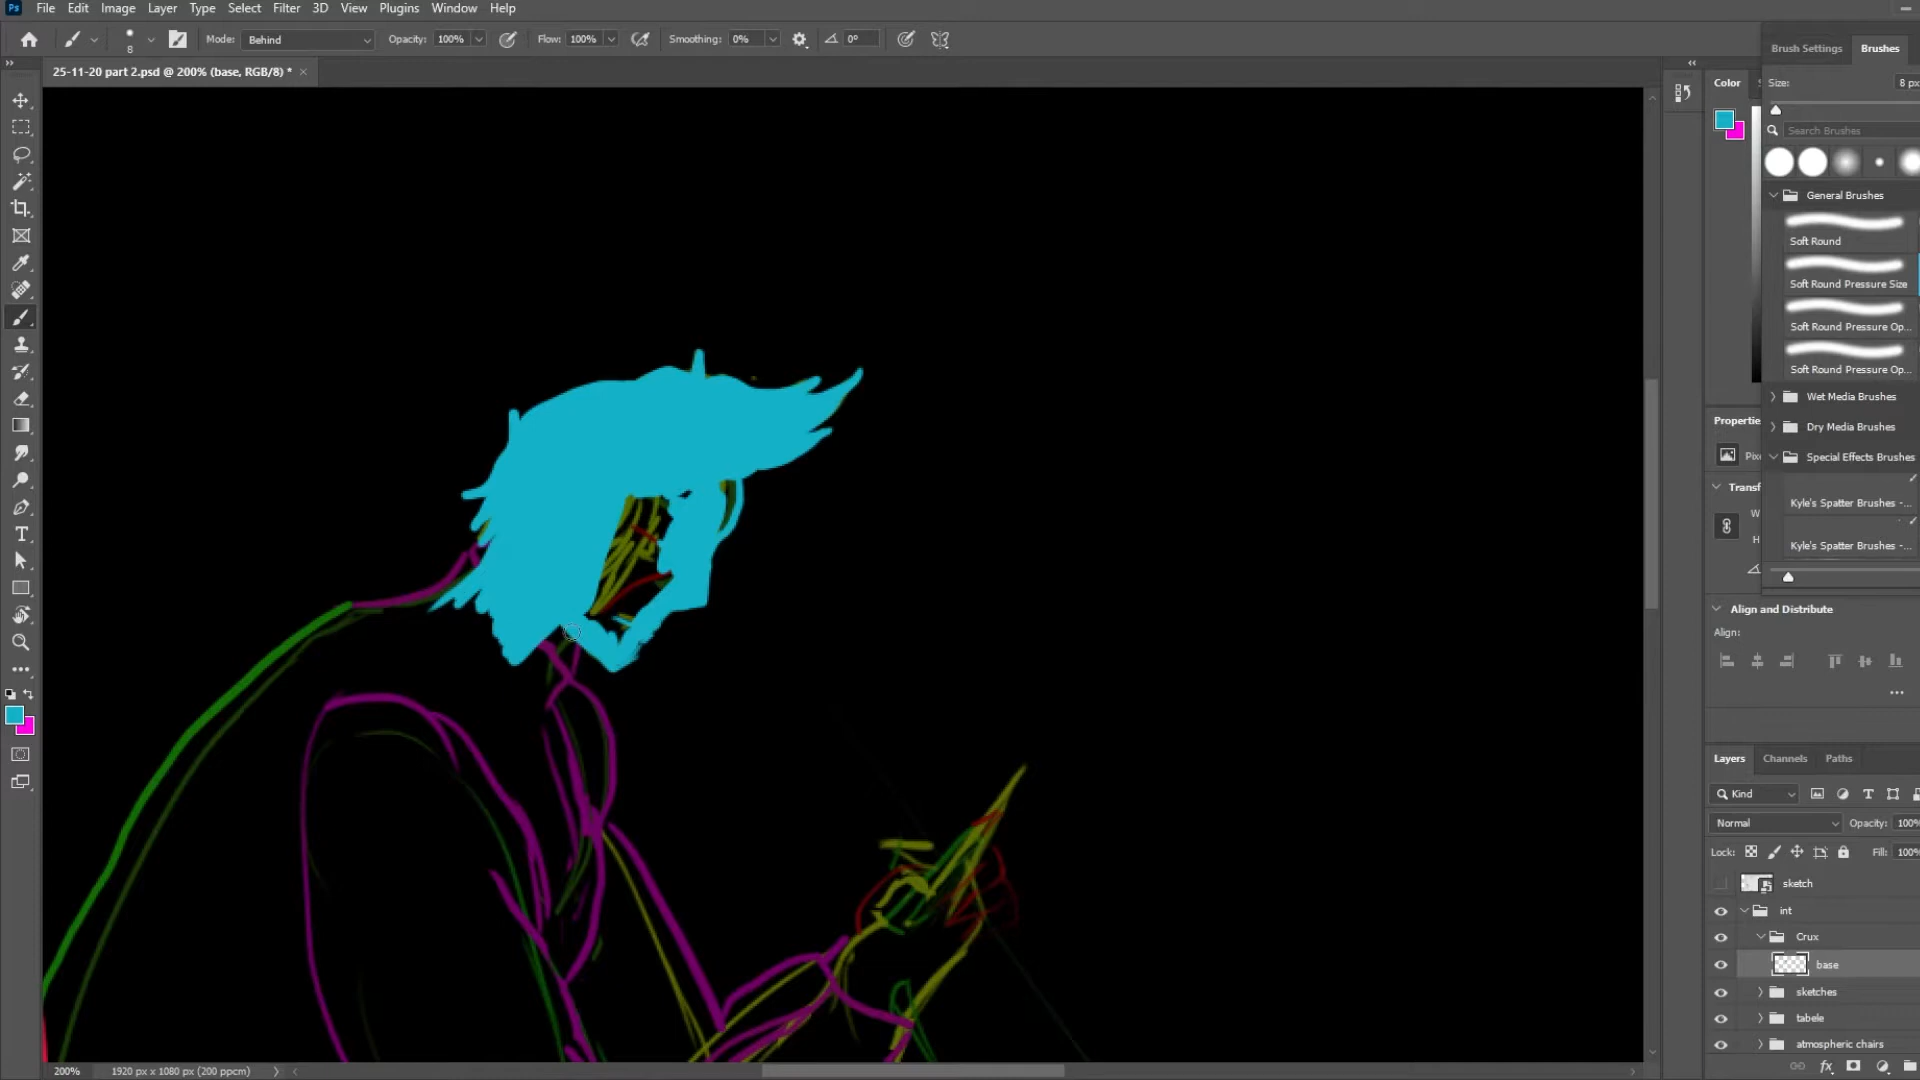 Ps File Edit Image Layer Type Select Filter 3D View Plugins Window Help
8 Mode: Behind Opacity: 100% Flow: 100% Smoothing: 0% 0°
25-11-20 part 2.psd @ 200% (base, RGB/8) *
Brush Settings Brushes
Color
Size: 8 px
Search Brushes
General Brushes
Soft Round
Soft Round Pressure Size
Soft Round Pressure Op...
Soft Round Pressure Op...
Wet Media Brushes
Dry Media Brushes
Special Effects Brushes
Kyle's Spatter Brushes -...
Kyle's Spatter Brushes -...
Propertie
Pix
Transf
W
H
Align and Distribute
Align:
Layers Channels Paths
Kind
Normal Opacity: 100%
Lock: Fill: 100%
sketch
int
Crux
base
sketches
tabele
atmospheric chairs
200% 1920 px x 1080 px (200 ppcm)